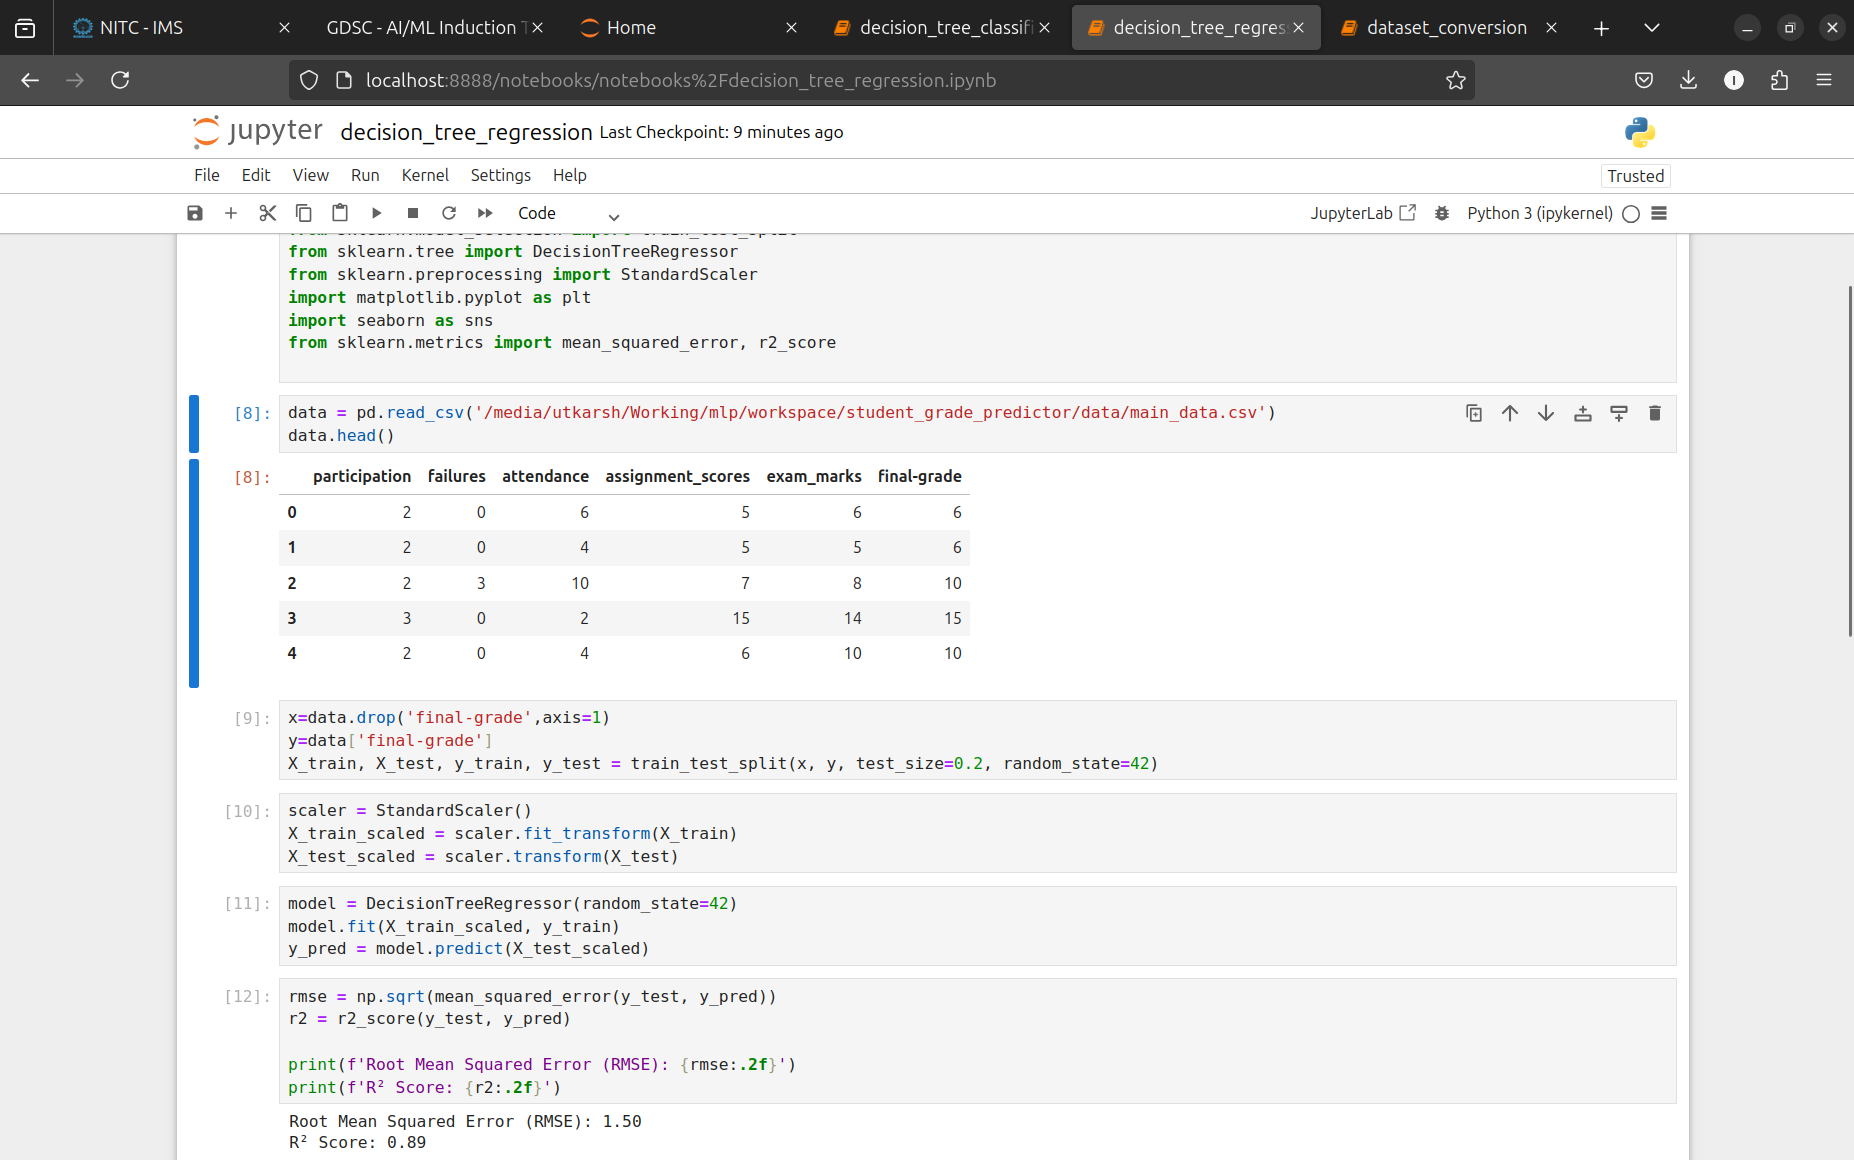 NITC - IMS
GDSC - AI/ML Induction T
Home
decision_tree_classifi
decision_tree_regres
dataset_conversion
localhost:8888/notebooks/notebooks%2Fdecision_tree_regression.ipynb
jupyter decision_tree_regression Last Checkpoint: 9 minutes ago
File Edit View Run Kernel Settings Help
Trusted
Code
JupyterLab
Python 3 (ipykernel)
from sklearn.model_selection import train_test_split
from sklearn.tree import DecisionTreeRegressor
from sklearn.preprocessing import StandardScaler
import matplotlib.pyplot as plt
import seaborn as sns
from sklearn.metrics import mean_squared_error, r2_score
[8]: data = pd.read_csv('/media/utkarsh/Working/mlp/workspace/student_grade_predictor/data/main_data.csv')
data.head()
[8]: participation failures attendance assignment_scores exam_marks final-grade
0 2 0 6 5 6 6
1 2 0 4 5 5 6
2 2 3 10 7 8 10
3 3 0 2 15 14 15
4 2 0 4 6 10 10
[9]: x=data.drop('final-grade',axis=1)
y=data['final-grade']
X_train, X_test, y_train, y_test = train_test_split(x, y, test_size=0.2, random_state=42)
[10]: scaler = StandardScaler()
X_train_scaled = scaler.fit_transform(X_train)
X_test_scaled = scaler.transform(X_test)
[11]: model = DecisionTreeRegressor(random_state=42)
model.fit(X_train_scaled, y_train)
y_pred = model.predict(X_test_scaled)
[12]: rmse = np.sqrt(mean_squared_error(y_test, y_pred))
r2 = r2_score(y_test, y_pred)
print(f'Root Mean Squared Error (RMSE): {rmse:.2f}')
print(f'R² Score: {r2:.2f}')
Root Mean Squared Error (RMSE): 1.50
R² Score: 0.89